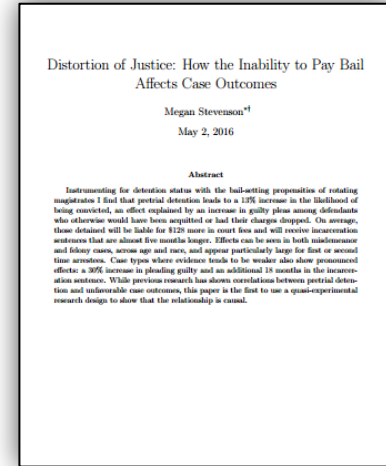 Distortion of Justice: How the Inability to Pay Bail
Affects Case Outcomes
Megan Stevenson*†
May 2, 2016
Abstract
Instrumenting for detention status with the bail-setting propensities of rotating
magistrates I find that pretrial detention leads to a 13% increase in the likelihood of
being convicted, an effect explained by an increase in guilty pleas among defendants
who otherwise would have been acquitted or had their charges dropped. On average,
those detained will be liable for $128 more in court fees and will receive incarceration
sentences that are almost five months longer. Effects can be seen in both misdemeanor
and felony cases, across age and race, and appear particularly large for first or second
time arrestees. Case types where evidence tends to be weaker also show pronounced
effects: a 30% increase in pleading guilty and an additional 18 months in the incarcer-
ation sentence. While previous research has shown correlations between pretrial deten-
tion and unfavorable case outcomes, this paper is the first to use a quasi-experimental
research design to show that the relationship is causal.